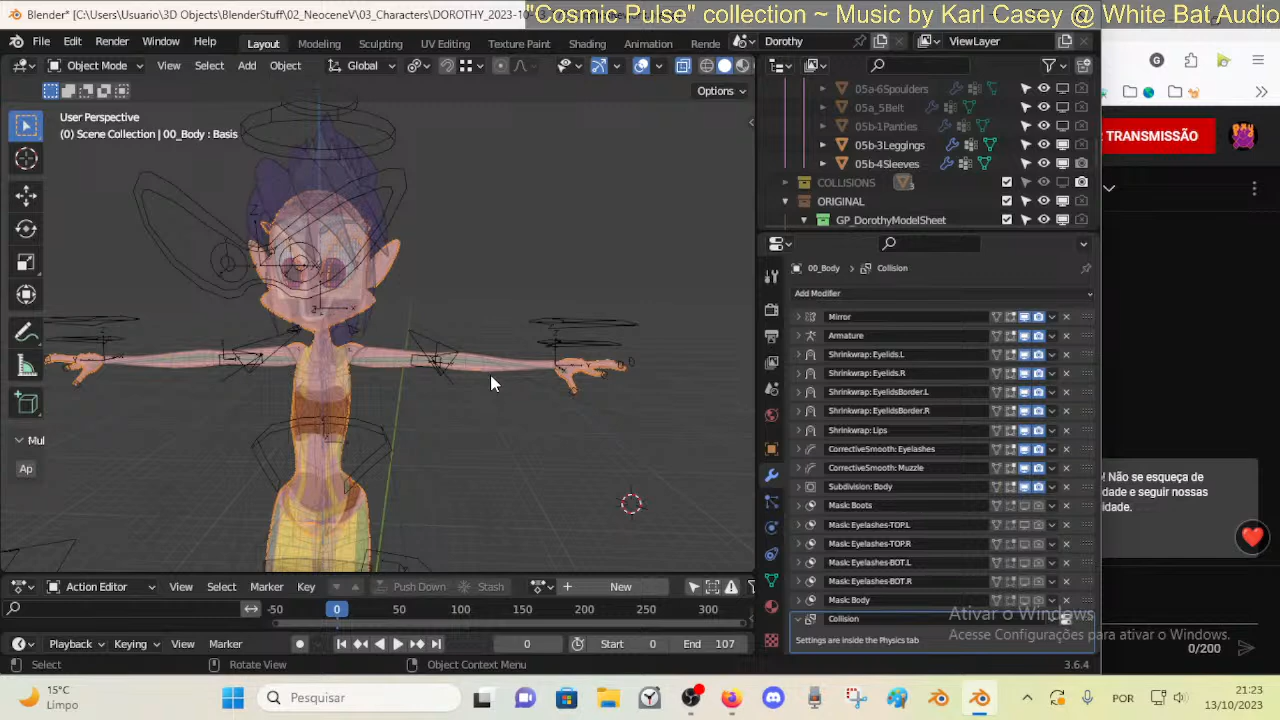 Blender* [C:\Users\Usuario\3D Objects\BlenderStuff\02_NeoceneV\03_Characters\DOROTHY_2023-10-
"Cosmic Pulse" collection ~ Music by Karl Casey @ White Bat Audio
File Edit Render Window Help
Layout Modeling Sculpting UV Editing Texture Paint Shading Animation Rende
Dorothy
ViewLayer
Object Mode View Select Add Object Global
Options
User Perspective
(0) Scene Collection | 00_Body : Basis
Mul
Ap
05a-6Spoulders
05a_5Belt
05b-1Panties
05b-3Leggings
05b-4Sleeves
COLLISIONS
ORIGINAL
GP_DorothyModelSheet
00_Body > Collision
Add Modifier
Mirror
Armature
Shrinkwrap: Eyelids.L
Shrinkwrap: Eyelids.R
Shrinkwrap: EyelidsBorder.L
Shrinkwrap: EyelidsBorder.R
Shrinkwrap: Lips
CorrectiveSmooth: Eyelashes
CorrectiveSmooth: Muzzle
Subdivision: Body
Mask: Boots
Mask: Eyelashes-TOP.L
Mask: Eyelashes-TOP.R
Mask: Eyelashes-BOT.L
Mask: Eyelashes-BOT.R
Mask: Body
Collision
Settings are inside the Physics tab
Action Editor View Select Marker Key Push Down Stash New
-50 0 50 100 150 200 250 300
Playback Keying View Marker 0 Start 0 End 107
Select Rotate View Object Context Menu
3.6.4
TRANSMISSÃO
! Não se esqueça de
dade e seguir nossas
idade.
Ativar o Windows
Acesse Configurações para ativar o Windows.
0/200
15°C
Limpo
Pesquisar
POR
21:23
13/10/2023